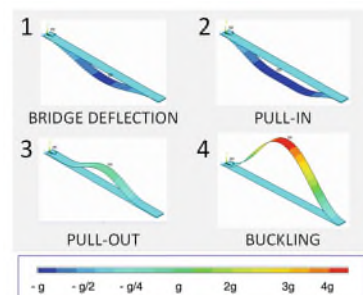 1 2
BRIDGE DEFLECTION PULL-IN
3 4
PULL-OUT BUCKLING
- g - g/2 - g/4 g 2g 3g 4g